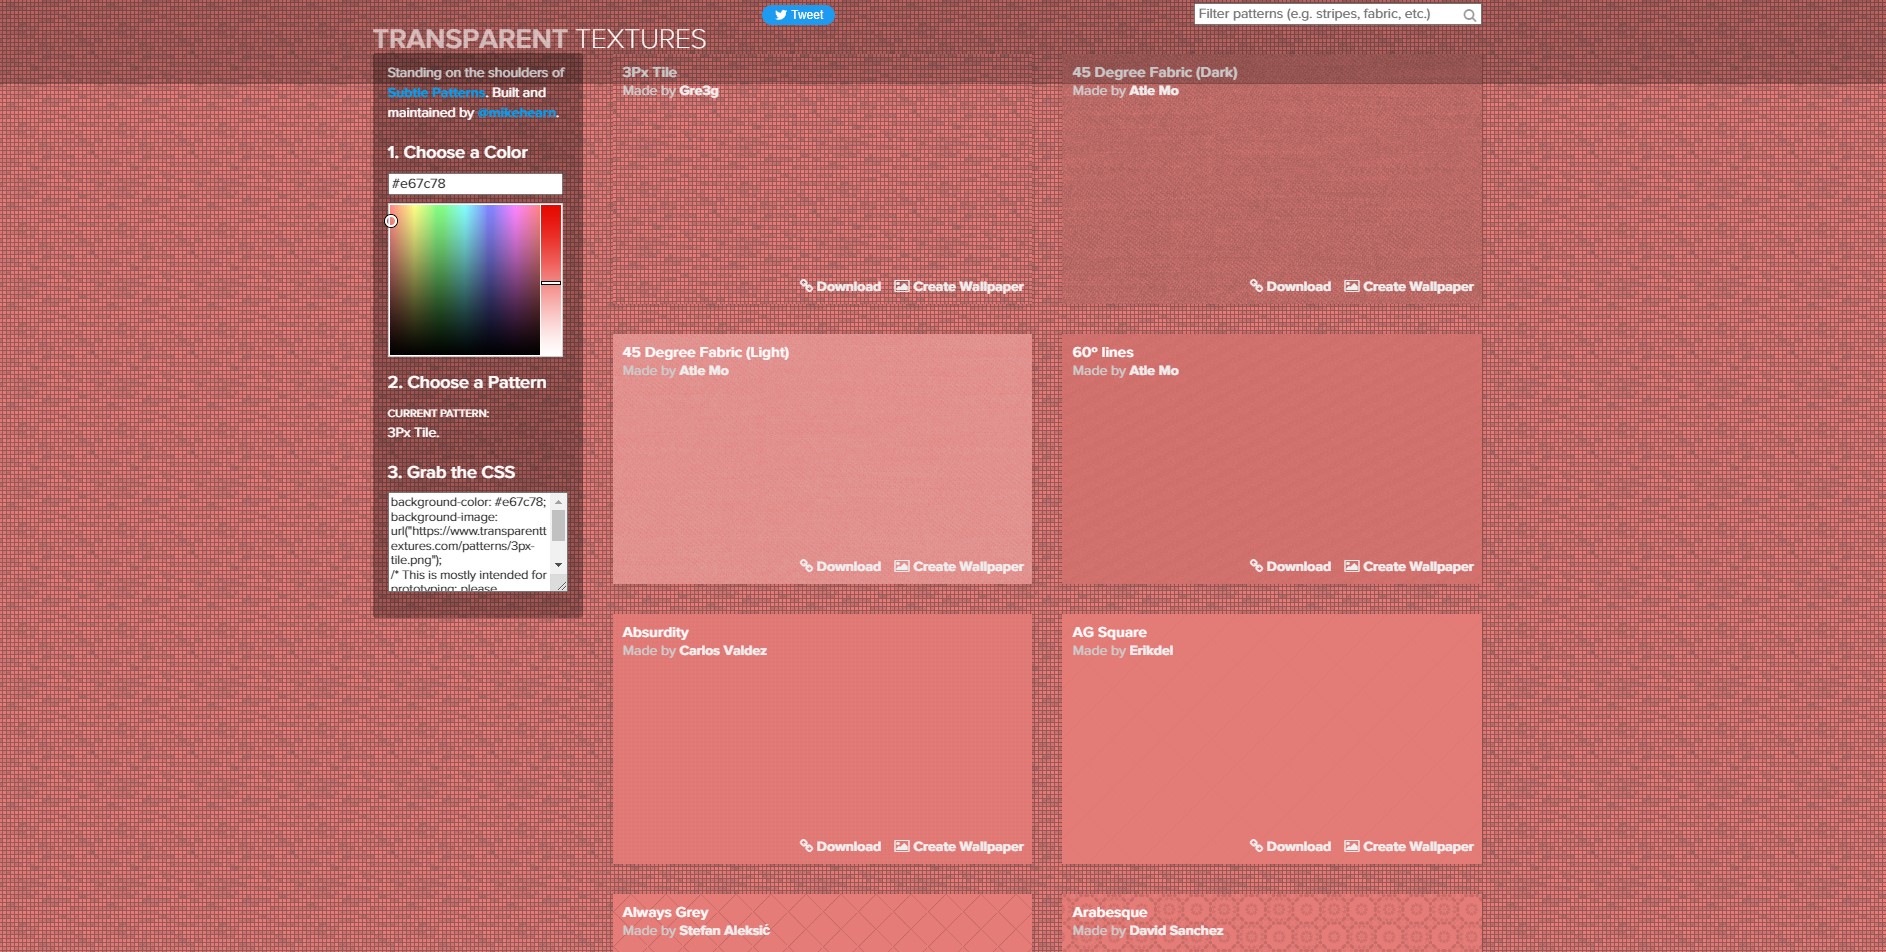 Tweet
Filter patterns (e.g. stripes, fabric, etc.)
TRANSPARENT TEXTURES
Standing on the shoulders of
Subtle Patterns. Built and
maintained by @mikehearn.
1. Choose a Color
#e67c78
2. Choose a Pattern
CURRENT PATTERN:
3Px Tile.
3. Grab the CSS
background-color: #e67c78;
background-image:
url("https://www.transparentt
extures.com/patterns/3px-
tile.png");
/* This is mostly intended for
prototyping; please
3Px Tile
Made by Gre3g
Download Create Wallpaper
45 Degree Fabric (Dark)
Made by Atle Mo
Download Create Wallpaper
45 Degree Fabric (Light)
Made by Atle Mo
Download Create Wallpaper
60º lines
Made by Atle Mo
Download Create Wallpaper
Absurdity
Made by Carlos Valdez
Download Create Wallpaper
AG Square
Made by Erikdel
Download Create Wallpaper
Always Grey
Made by Stefan Aleksić
Arabesque
Made by David Sanchez